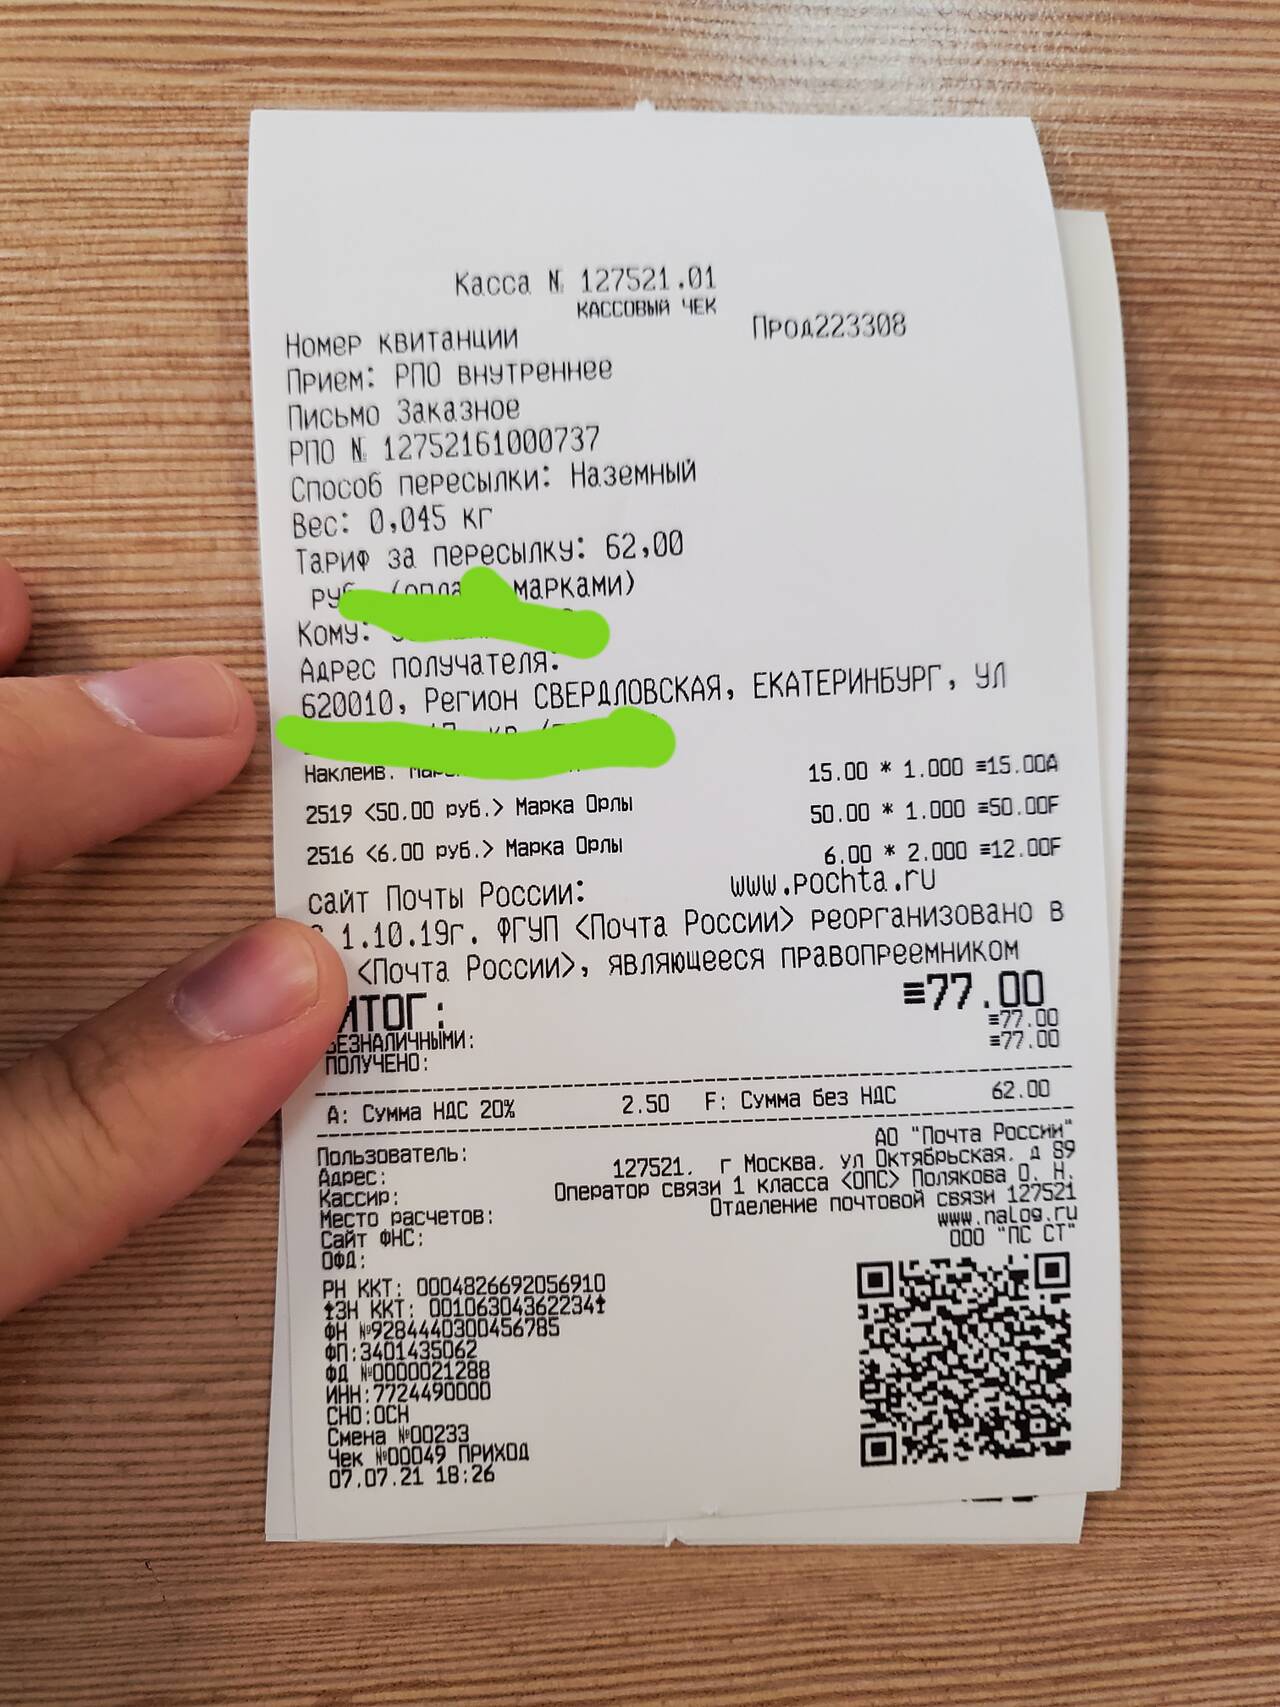 Касса № 127521.01
КАССОВЫЙ ЧЕК
Номер квитанции Прод223308
Прием: РПО внутреннее
Письмо Заказное
РПО № 12752161000737
Способ пересылки: Наземный
Вес: 0,045 кг
Тариф за пересылку: 62,00
марками)
Кому:
Адрес получателя:
620010, Регион СВЕРДЛОВСКАЯ, ЕКАТЕРИНБУРГ, УЛ
Наклеив. 15.00 * 1.000 ≡15.00А
2519 <50.00 руб.> Марка Орлы 50.00 * 1.000 ≡50.00F
2516 <6.00 руб.> Марка Орлы 6.00 * 2.000 ≡12.00F
сайт Почты России: www.pochta.ru
1.10.19г. ФГУП <Почта России> реорганизовано в
<Почта России>, являющееся правопреемником
ИТОГ: ≡77.00
БЕЗНАЛИЧНЫМИ: ≡77.00
ПОЛУЧЕНО: ≡77.00
А: Сумма НДС 20% 2.50 F: Сумма без НДС 62.00
Пользователь: АО "Почта России"
Адрес: 127521, г Москва, ул Октябрьская, д 89
Кассир: Оператор связи 1 класса <ОПС> Полякова О. Н.
Место расчетов: Отделение почтовой связи 127521
Сайт ФНС: www.nalog.ru
ОФД: ООО "ПС СТ"
РН ККТ: 0004826692056910
ЗН ККТ: 00106304362234
ФН №9284440300456785
ФП:3401435062
ФД №0000021288
ИНН:7724490000
СНО:ОСН
Смена №00233
Чек №00049 ПРИХОД
07.07.21 18:26